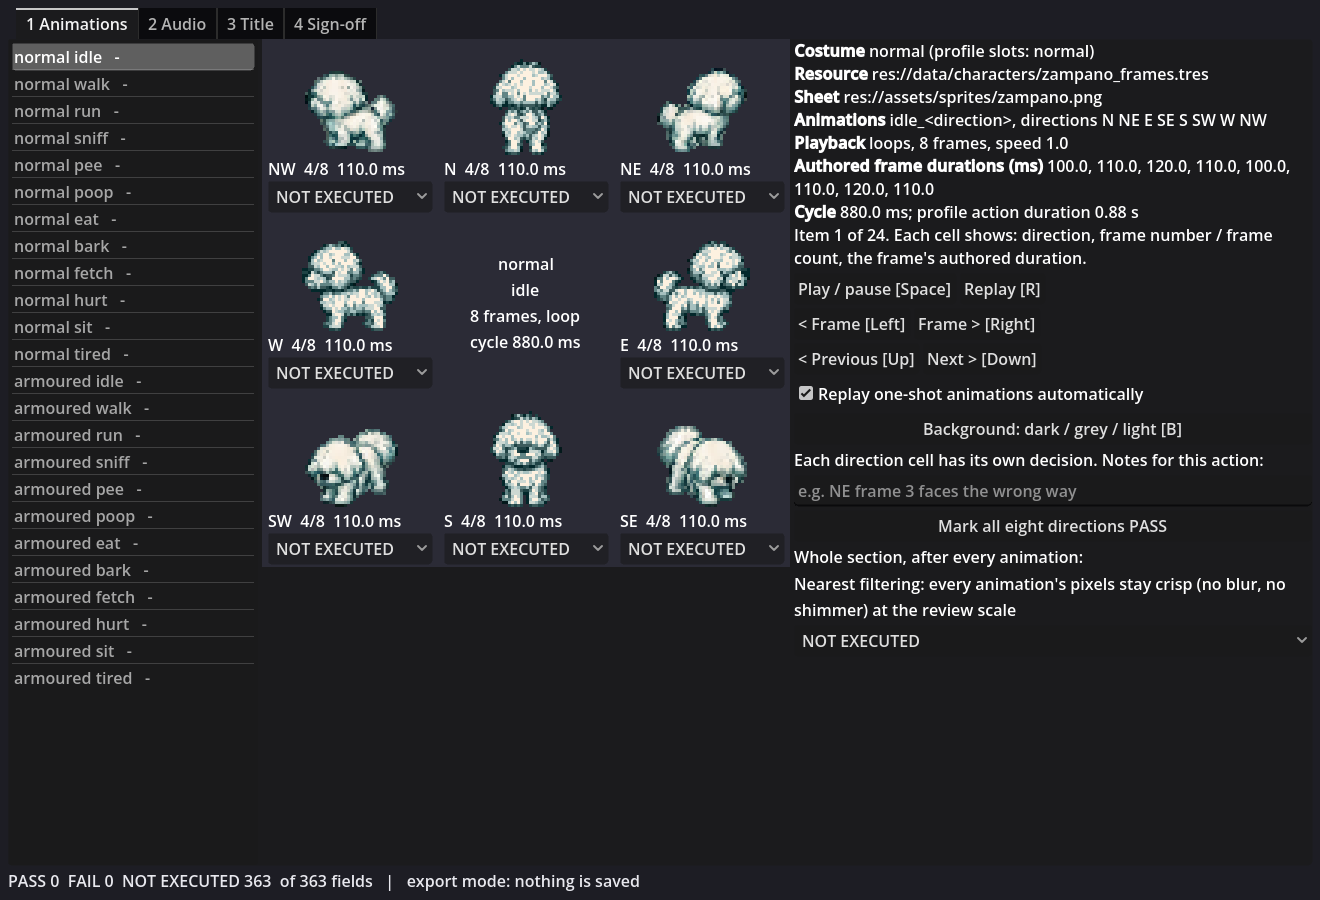 1 Animations
2 Audio
3 Title
4 Sign-off
normal idle -
normal walk -
normal run -
normal sniff -
normal pee -
normal poop -
normal eat -
normal bark -
normal fetch -
normal hurt -
normal sit -
normal tired -
armoured idle -
armoured walk -
armoured run -
armoured sniff -
armoured pee -
armoured poop -
armoured eat -
armoured bark -
armoured fetch -
armoured hurt -
armoured sit -
armoured tired -
NW 4/8 110.0 ms
N 4/8 110.0 ms
NE 4/8 110.0 ms
NOT EXECUTED
NOT EXECUTED
NOT EXECUTED
normal
idle
8 frames, loop
cycle 880.0 ms
W 4/8 110.0 ms
E 4/8 110.0 ms
NOT EXECUTED
NOT EXECUTED
SW 4/8 110.0 ms
S 4/8 110.0 ms
SE 4/8 110.0 ms
NOT EXECUTED
NOT EXECUTED
NOT EXECUTED
Costume normal (profile slots: normal)
Resource res://data/characters/zampano_frames.tres
Sheet res://assets/sprites/zampano.png
Animations idle_<direction>, directions N NE E SE S SW W NW
Playback loops, 8 frames, speed 1.0
Authored frame durations (ms) 100.0, 110.0, 120.0, 110.0, 100.0,
110.0, 120.0, 110.0
Cycle 880.0 ms; profile action duration 0.88 s
Item 1 of 24. Each cell shows: direction, frame number / frame
count, the frame's authored duration.
Play / pause [Space] Replay [R]
< Frame [Left] Frame > [Right]
< Previous [Up] Next > [Down]
Replay one-shot animations automatically
Background: dark / grey / light [B]
Each direction cell has its own decision. Notes for this action:
e.g. NE frame 3 faces the wrong way
Mark all eight directions PASS
Whole section, after every animation:
Nearest filtering: every animation's pixels stay crisp (no blur, no
shimmer) at the review scale
NOT EXECUTED
PASS 0 FAIL 0 NOT EXECUTED 363 of 363 fields | export mode: nothing is saved